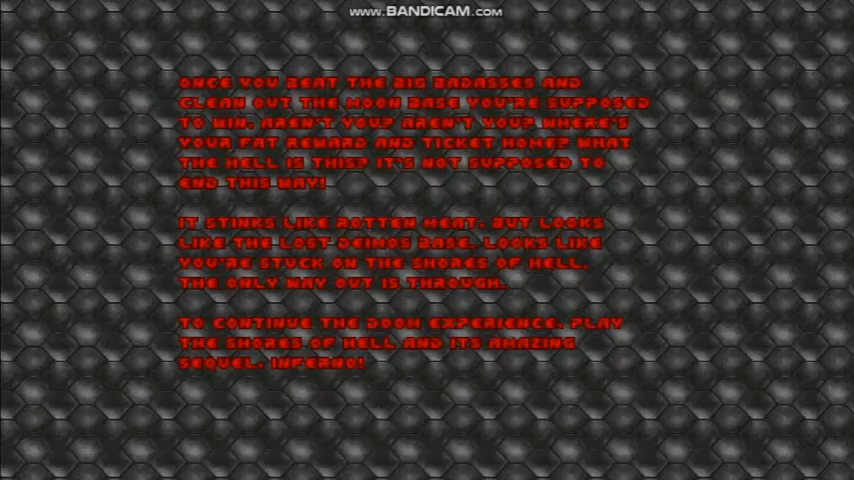 www.BANDICAM.com
ONCE YOU BEAT THE BIG BADASSES AND
CLEAN OUT THE MOON BASE YOU'RE SUPPOSED
TO WIN, AREN'T YOU? AREN'T YOU? WHERE'S
YOUR FAT REWARD AND TICKET HOME? WHAT
THE HELL IS THIS? IT'S NOT SUPPOSED TO
END THIS WAY!
IT STINKS LIKE ROTTEN MEAT, BUT LOOKS
LIKE THE LOST DEIMOS BASE. LOOKS LIKE
YOU'RE STUCK ON THE SHORES OF HELL.
THE ONLY WAY OUT IS THROUGH.
TO CONTINUE THE DOOM EXPERIENCE, PLAY
THE SHORES OF HELL AND ITS AMAZING
SEQUEL, INFERNO!